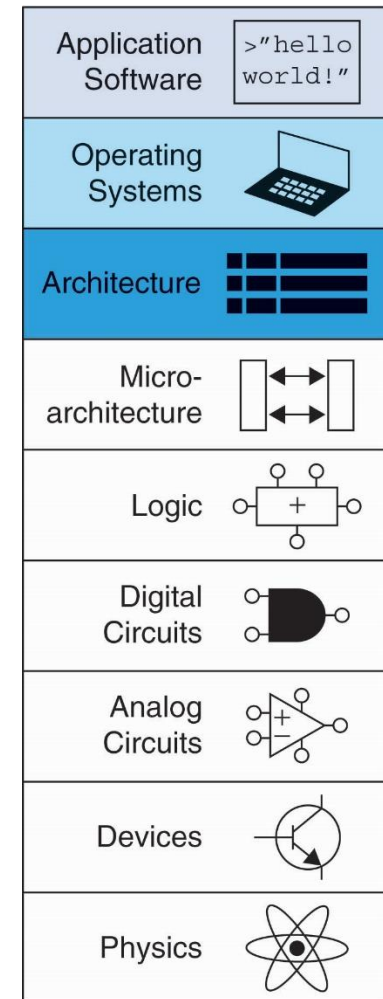 Application
Software
>"hello
world!"
Operating
Systems
Architecture
Micro-
architecture
Logic
+
Digital
Circuits
Analog
Circuits
+
−
Devices
Physics